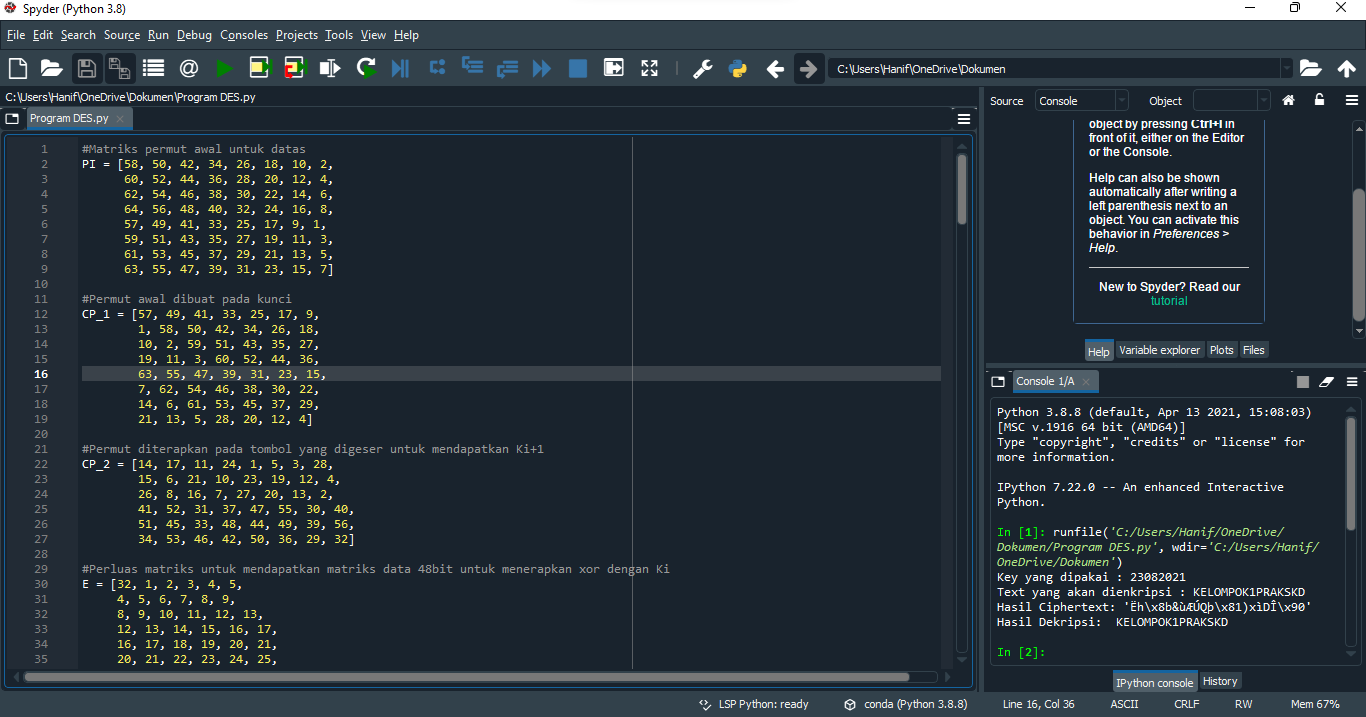 Spyder (Python 3.8)
File Edit Search Source Run Debug Consoles Projects Tools View Help
C:\Users\Hanif\OneDrive\Dokumen
C:\Users\Hanif\OneDrive\Dokumen\Program DES.py
Program DES.py
1 #Matriks permut awal untuk datas
2 PI = [58, 50, 42, 34, 26, 18, 10, 2,
3 60, 52, 44, 36, 28, 20, 12, 4,
4 62, 54, 46, 38, 30, 22, 14, 6,
5 64, 56, 48, 40, 32, 24, 16, 8,
6 57, 49, 41, 33, 25, 17, 9, 1,
7 59, 51, 43, 35, 27, 19, 11, 3,
8 61, 53, 45, 37, 29, 21, 13, 5,
9 63, 55, 47, 39, 31, 23, 15, 7]
10
11 #Permut awal dibuat pada kunci
12 CP_1 = [57, 49, 41, 33, 25, 17, 9,
13 1, 58, 50, 42, 34, 26, 18,
14 10, 2, 59, 51, 43, 35, 27,
15 19, 11, 3, 60, 52, 44, 36,
16 63, 55, 47, 39, 31, 23, 15,
17 7, 62, 54, 46, 38, 30, 22,
18 14, 6, 61, 53, 45, 37, 29,
19 21, 13, 5, 28, 20, 12, 4]
20
21 #Permut diterapkan pada tombol yang digeser untuk mendapatkan Ki+1
22 CP_2 = [14, 17, 11, 24, 1, 5, 3, 28,
23 15, 6, 21, 10, 23, 19, 12, 4,
24 26, 8, 16, 7, 27, 20, 13, 2,
25 41, 52, 31, 37, 47, 55, 30, 40,
26 51, 45, 33, 48, 44, 49, 39, 56,
27 34, 53, 46, 42, 50, 36, 29, 32]
28
29 #Perluas matriks untuk mendapatkan matriks data 48bit untuk menerapkan xor dengan Ki
30 E = [32, 1, 2, 3, 4, 5,
31 4, 5, 6, 7, 8, 9,
32 8, 9, 10, 11, 12, 13,
33 12, 13, 14, 15, 16, 17,
34 16, 17, 18, 19, 20, 21,
35 20, 21, 22, 23, 24, 25,
Source Console Object
object by pressing Ctrl+I in
front of it, either on the Editor
or the Console.
Help can also be shown
automatically after writing a
left parenthesis next to an
object. You can activate this
behavior in Preferences >
Help.
New to Spyder? Read our
tutorial
Help Variable explorer Plots Files
Console 1/A
Python 3.8.8 (default, Apr 13 2021, 15:08:03)
[MSC v.1916 64 bit (AMD64)]
Type "copyright", "credits" or "license" for
more information.
IPython 7.22.0 -- An enhanced Interactive
Python.
In [1]: runfile('C:/Users/Hanif/OneDrive/
Dokumen/Program DES.py', wdir='C:/Users/Hanif/
OneDrive/Dokumen')
Key yang dipakai : 23082021
Text yang akan dienkripsi : KELOMPOK1PRAKSKD
Hasil Ciphertext: 'Ëh\x8b&ùÆÚQþ\x81)xìDÎ\x90'
Hasil Dekripsi: KELOMPOK1PRAKSKD
In [2]:
IPython console History
LSP Python: ready conda (Python 3.8.8) Line 16, Col 36 ASCII CRLF RW Mem 67%